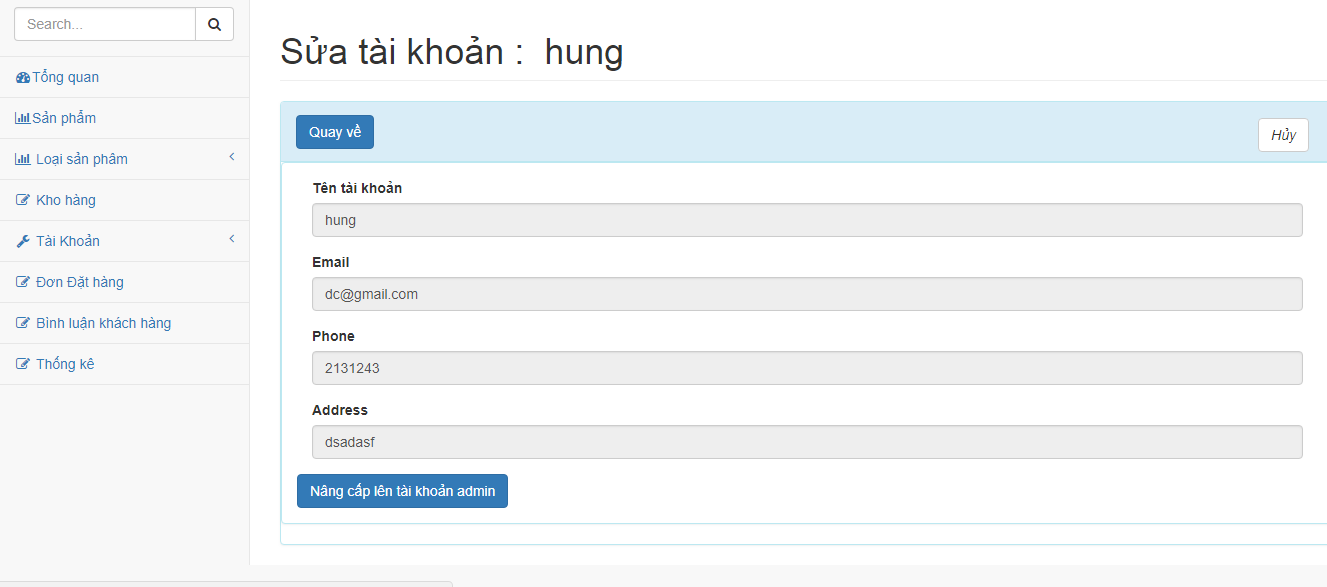 Search...
Tổng quan
Sản phẩm
Loại sản phâm
Kho hàng
Tài Khoản
Đơn Đặt hàng
Bình luận khách hàng
Thống kê
Sửa tài khoản : hung
Quay về
Hủy
Tên tài khoản
hung
Email
dc@gmail.com
Phone
2131243
Address
dsadasf
Nâng cấp lên tài khoản admin